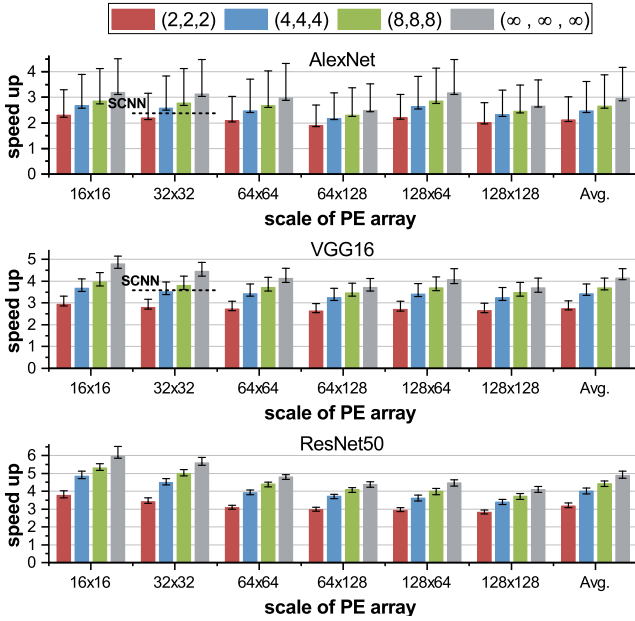 (2,2,2) (4,4,4) (8,8,8) (∞ , ∞ , ∞)
AlexNet
speed up
4
3
2
1
0
SCNN
16x16 32x32 64x64 64x128 128x64 128x128 Avg.
scale of PE array
VGG16
speed up
5
4
3
2
1
0
SCNN
16x16 32x32 64x64 64x128 128x64 128x128 Avg.
scale of PE array
ResNet50
speed up
6
5
4
3
2
1
0
16x16 32x32 64x64 64x128 128x64 128x128 Avg.
scale of PE array